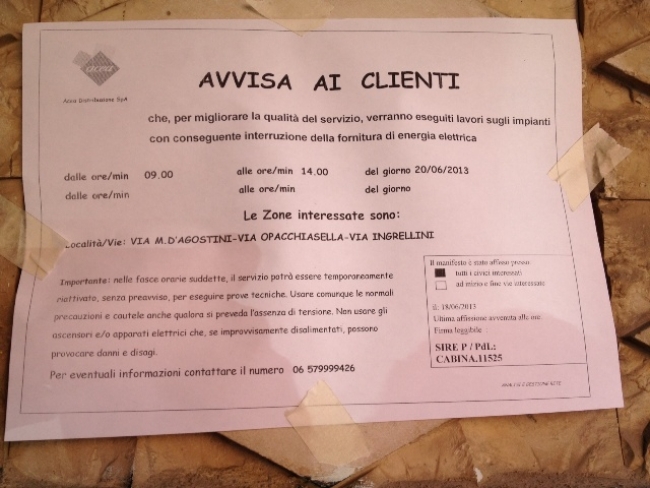 acea
Acea Distribuzione SpA
AVVISA AI CLIENTI
che, per migliorare la qualità del servizio, verranno eseguiti lavori sugli impianti
con conseguente interruzione della fornitura di energia elettrica
dalle ore/min 09.00 alle ore/min 14.00 del giorno 20/06/2013
dalle ore/min alle ore/min del giorno
Le Zone interessate sono:
Località/Vie: VIA M.D'AGOSTINI-VIA OPACCHIASELLA-VIA INGRELLINI
Importante: nelle fasce orarie suddette, il servizio potrà essere temporaneamente
riattivato, senza preavviso, per eseguire prove tecniche. Usare comunque le normali
precauzioni e cautele anche qualora si preveda l'assenza di tensione. Non usare gli
ascensori e/o apparati elettrici che, se improvvisamente disalimentati, possono
provocare danni e disagi.
Per eventuali informazioni contattare il numero 06 579999426
Il manifesto è stato affisso presso:
tutti i civici interessati
ad inizio e fine vie interessate
il: 18/06/2013
Ultima affissione avvenuta alle ore:
Firma leggibile :
SIRE P / PdL:
CABINA.11525